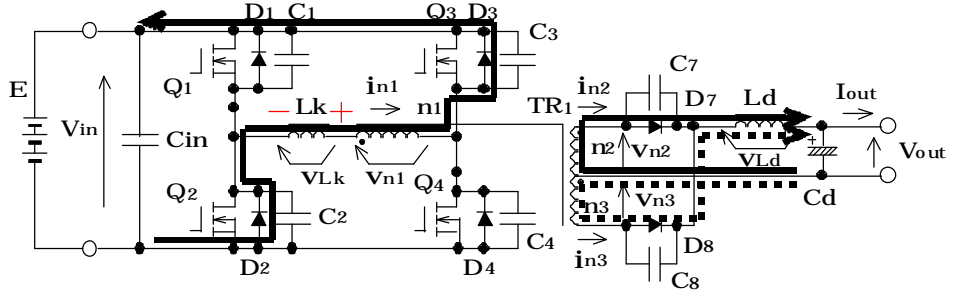 D1 C1 Q3 D3
C3
Q1
E
Vin
Cin
− Lk +
in1
n1
TR1
in2
C7
D7
Ld
Iout
VLk
Vn1
n2
Vn2
VLd
+
Vout
Q2
C2
Q4
C4
n3
Vn3
Cd
D2
D4
in3
D8
C8